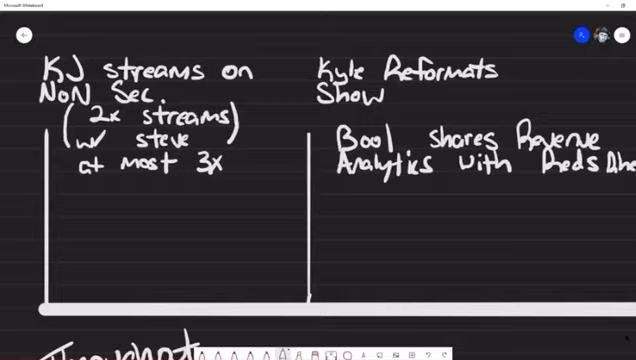 Microsoft Whiteboard
KJ streams on
NON Sec.
(2x streams
w/ steve)
at most 3x
Kyle Reformats
Show
Bool. shares Revenue
Analytics with